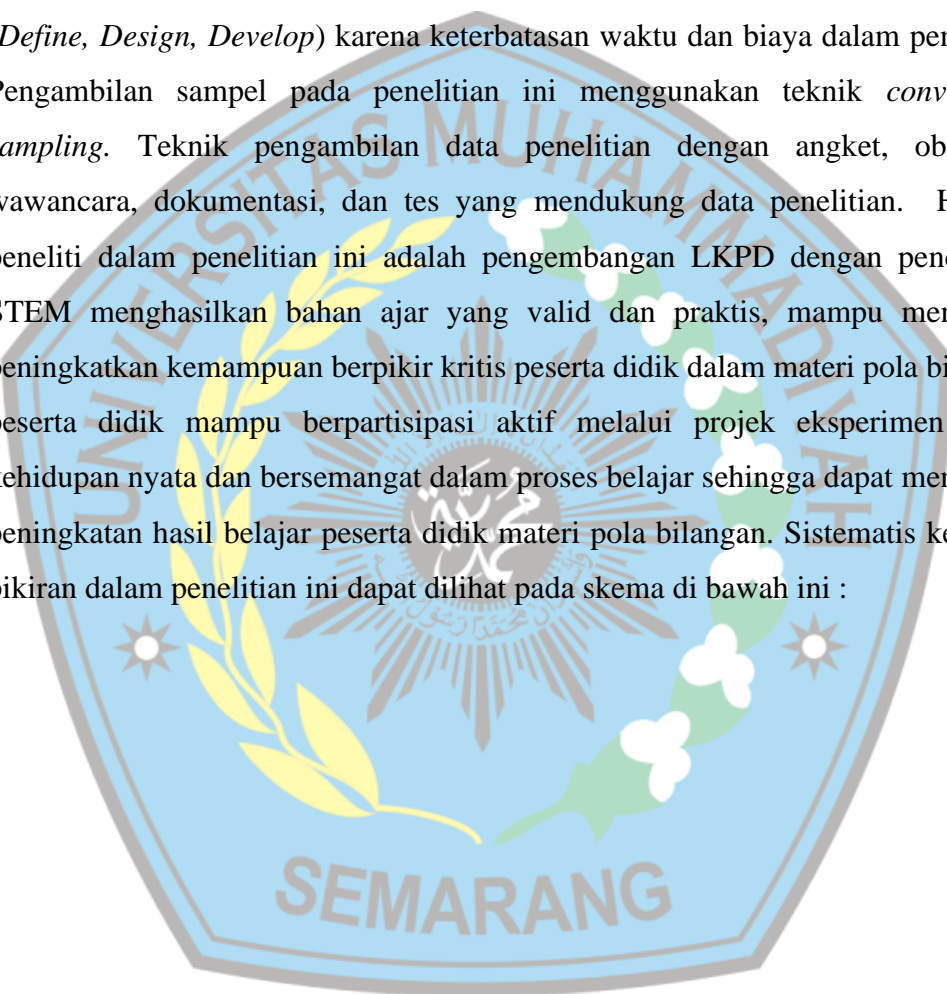 Define, Design, Develop) karena keterbatasan waktu dan biaya dalam pen
Pengambilan sampel pada penelitian ini menggunakan teknik conv
ampling. Teknik pengambilan data penelitian dengan angket, ob
wawancara, dokumentasi, dan tes yang mendukung data penelitian. H
peneliti dalam penelitian ini adalah pengembangan LKPD dengan pend
STEM menghasilkan bahan ajar yang valid dan praktis, mampu men
peningkatkan kemampuan berpikir kritis peserta didik dalam materi pola bi
peserta didik mampu berpartisipasi aktif melalui projek eksperimen
kehidupan nyata dan bersemangat dalam proses belajar sehingga dapat men
peningkatan hasil belajar peserta didik materi pola bilangan. Sistematis ke
pikiran dalam penelitian ini dapat dilihat pada skema di bawah ini :
UNIVERSITAS MUHAMMADIYAH
SEMARANG